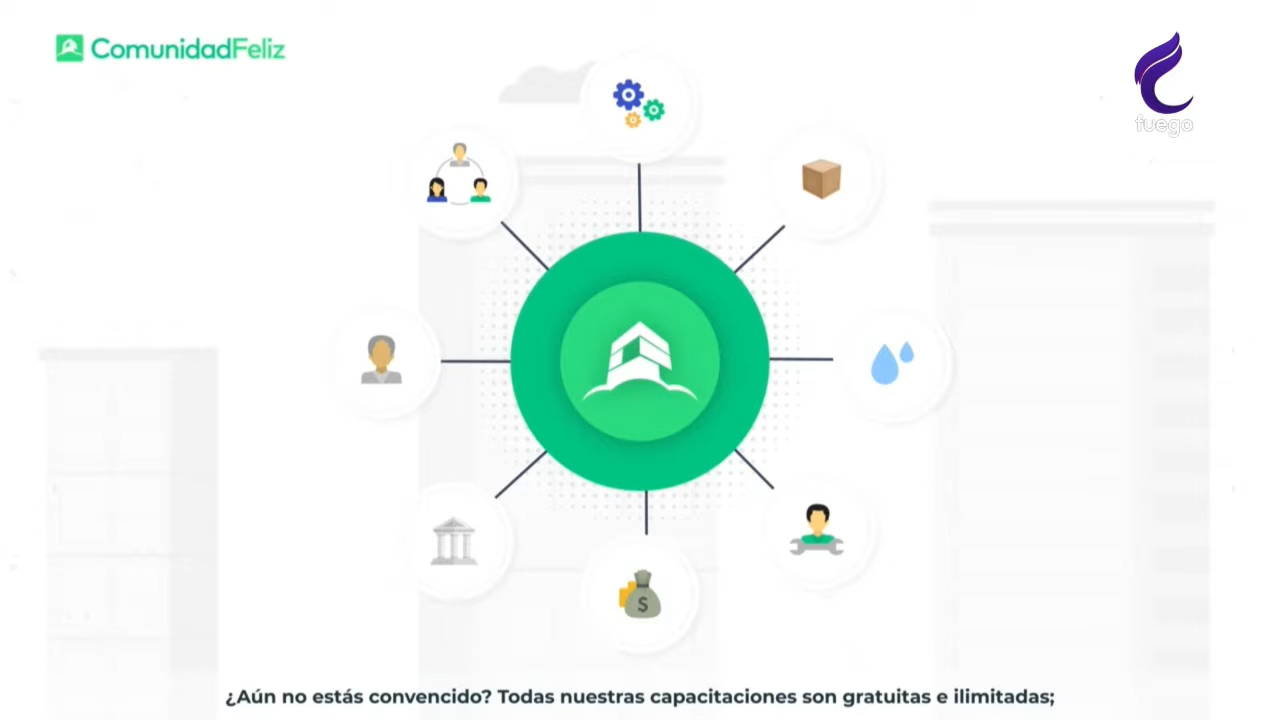 ComunidadFeliz
fuego
$
¿Aún no estás convencido? Todas nuestras capacitaciones son gratuitas e ilimitadas;